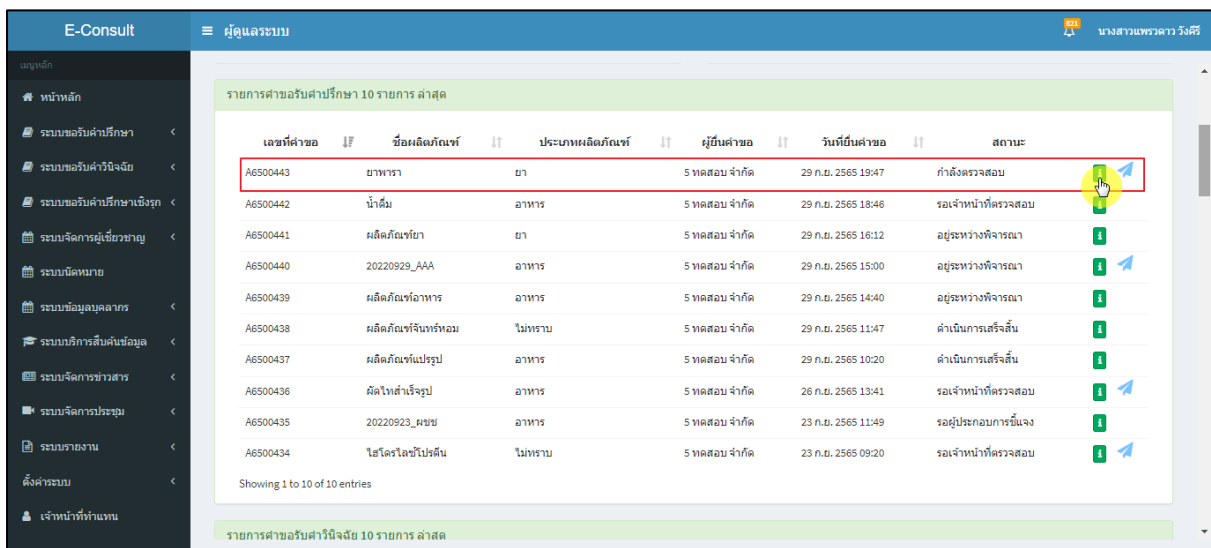 E-Consult
ผู้ดูแลระบบ
821
นางสาวแพรวดาว วังคีรี
เมนูหลัก
หน้าหลัก
ระบบขอรับคำปรึกษา
ระบบขอรับคำวินิจฉัย
ระบบขอรับคำปรึกษาเชิงรุก
ระบบจัดการผู้เชี่ยวชาญ
ระบบนัดหมาย
ระบบข้อมูลบุคลากร
ระบบบริการสืบค้นข้อมูล
ระบบจัดการข่าวสาร
ระบบจัดการประชุม
ระบบรายงาน
ตั้งค่าระบบ
เจ้าหน้าที่ทำแทน
รายการคำขอรับคำปรึกษา 10 รายการ ล่าสุด
เลขที่คำขอ ชื่อผลิตภัณฑ์ ประเภทผลิตภัณฑ์ ผู้ยื่นคำขอ วันที่ยื่นคำขอ สถานะ
A6500443 ยาพารา ยา 5 ทดสอบ จำกัด 29 ก.ย. 2565 19:47 กำลังตรวจสอบ
A6500442 น้ำดื่ม อาหาร 5 ทดสอบ จำกัด 29 ก.ย. 2565 18:46 รอเจ้าหน้าที่ตรวจสอบ
A6500441 ผลิตภัณฑ์ยา ยา 5 ทดสอบ จำกัด 29 ก.ย. 2565 16:12 อยู่ระหว่างพิจารณา
A6500440 20220929_AAA อาหาร 5 ทดสอบ จำกัด 29 ก.ย. 2565 15:00 อยู่ระหว่างพิจารณา
A6500439 ผลิตภัณฑ์อาหาร อาหาร 5 ทดสอบ จำกัด 29 ก.ย. 2565 14:40 อยู่ระหว่างพิจารณา
A6500438 ผลิตภัณฑ์จันทร์หอม ไม่ทราบ 5 ทดสอบ จำกัด 29 ก.ย. 2565 11:47 ดำเนินการเสร็จสิ้น
A6500437 ผลิตภัณฑ์แปรรูป อาหาร 5 ทดสอบ จำกัด 29 ก.ย. 2565 10:20 ดำเนินการเสร็จสิ้น
A6500436 ผัดไทสำเร็จรูป อาหาร 5 ทดสอบ จำกัด 26 ก.ย. 2565 13:41 รอเจ้าหน้าที่ตรวจสอบ
A6500435 20220923_ผชช อาหาร 5 ทดสอบ จำกัด 23 ก.ย. 2565 11:49 รอผู้ประกอบการชี้แจง
A6500434 ไฮโดรไลซ์โปรตีน ไม่ทราบ 5 ทดสอบ จำกัด 23 ก.ย. 2565 09:20 รอเจ้าหน้าที่ตรวจสอบ
Showing 1 to 10 of 10 entries
รายการคำขอรับคำวินิจฉัย 10 รายการ ล่าสุด